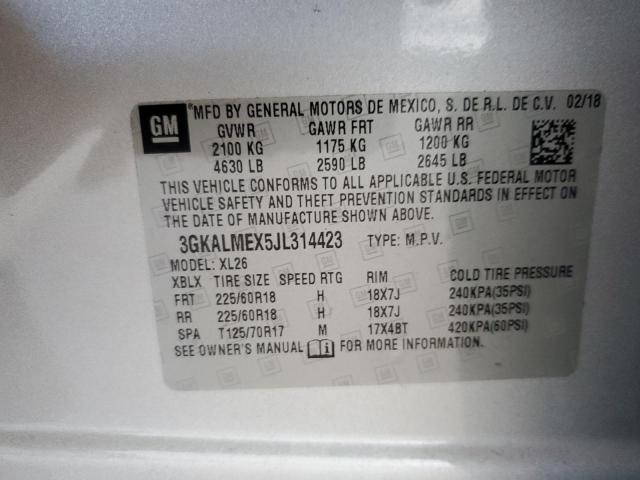 GM
*MFD BY GENERAL MOTORS DE MEXICO, S. DE R.L. DE C.V. 02/18
GVWR GAWR FRT GAWR RR
2100 KG 1175 KG 1200 KG
4630 LB 2590 LB 2645 LB
THIS VEHICLE CONFORMS TO ALL APPLICABLE U.S. FEDERAL MOTOR
VEHICLE SAFETY AND THEFT PREVENTION STANDARDS IN EFFECT ON
THE DATE OF MANUFACTURE SHOWN ABOVE.
3GKALMEX5JL314423 TYPE: M.P.V.
MODEL: XL26
XBLX TIRE SIZE SPEED RTG RIM COLD TIRE PRESSURE
FRT 225/60R18 H 18X7J 240KPA(35PSI)
RR 225/60R18 H 18X7J 240KPA(35PSI)
SPA T125/70R17 M 17X4BT 420KPA(60PSI)
SEE OWNER'S MANUAL FOR MORE INFORMATION.